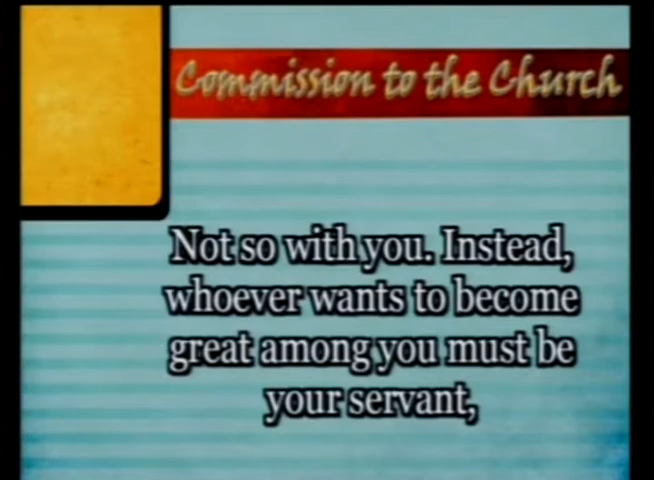 Commission to the Church
Not so with you. Instead,
whoever wants to become
great among you must be
your servant,